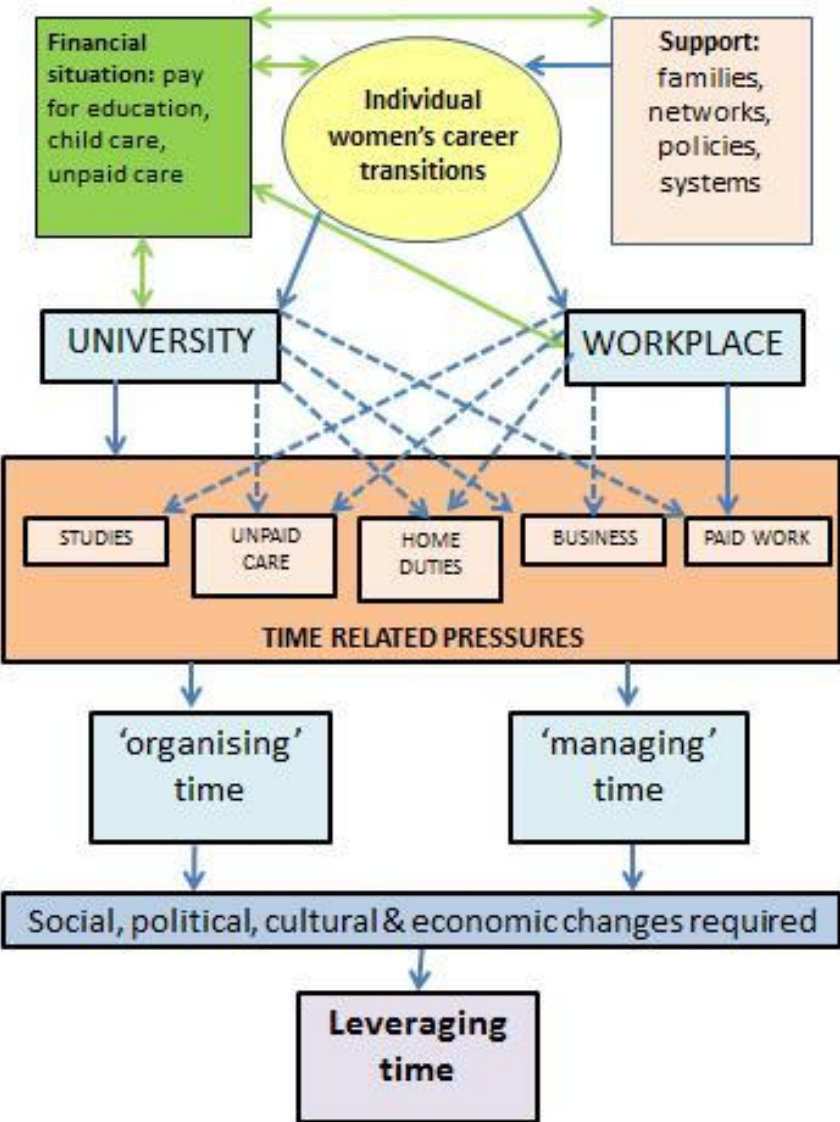 Financial
situation: pay
for education,
child care,
unpaid care
Individual
women's career
transitions
Support:
families,
networks,
policies,
systems
UNIVERSITY
WORKPLACE
STUDIES
UNPAID
CARE
HOME
DUTIES
BUSINESS
PAID WORK
TIME RELATED PRESSURES
‘organising’
time
‘managing’
time
Social, political, cultural & economic changes required
Leveraging
time